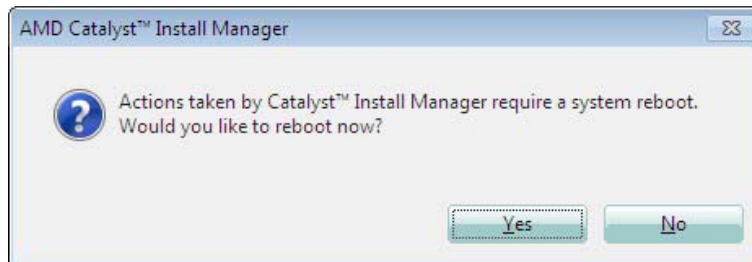 AMD Catalyst™ Install Manager
Actions taken by Catalyst™ Install Manager require a system reboot.
Would you like to reboot now?
Yes
No